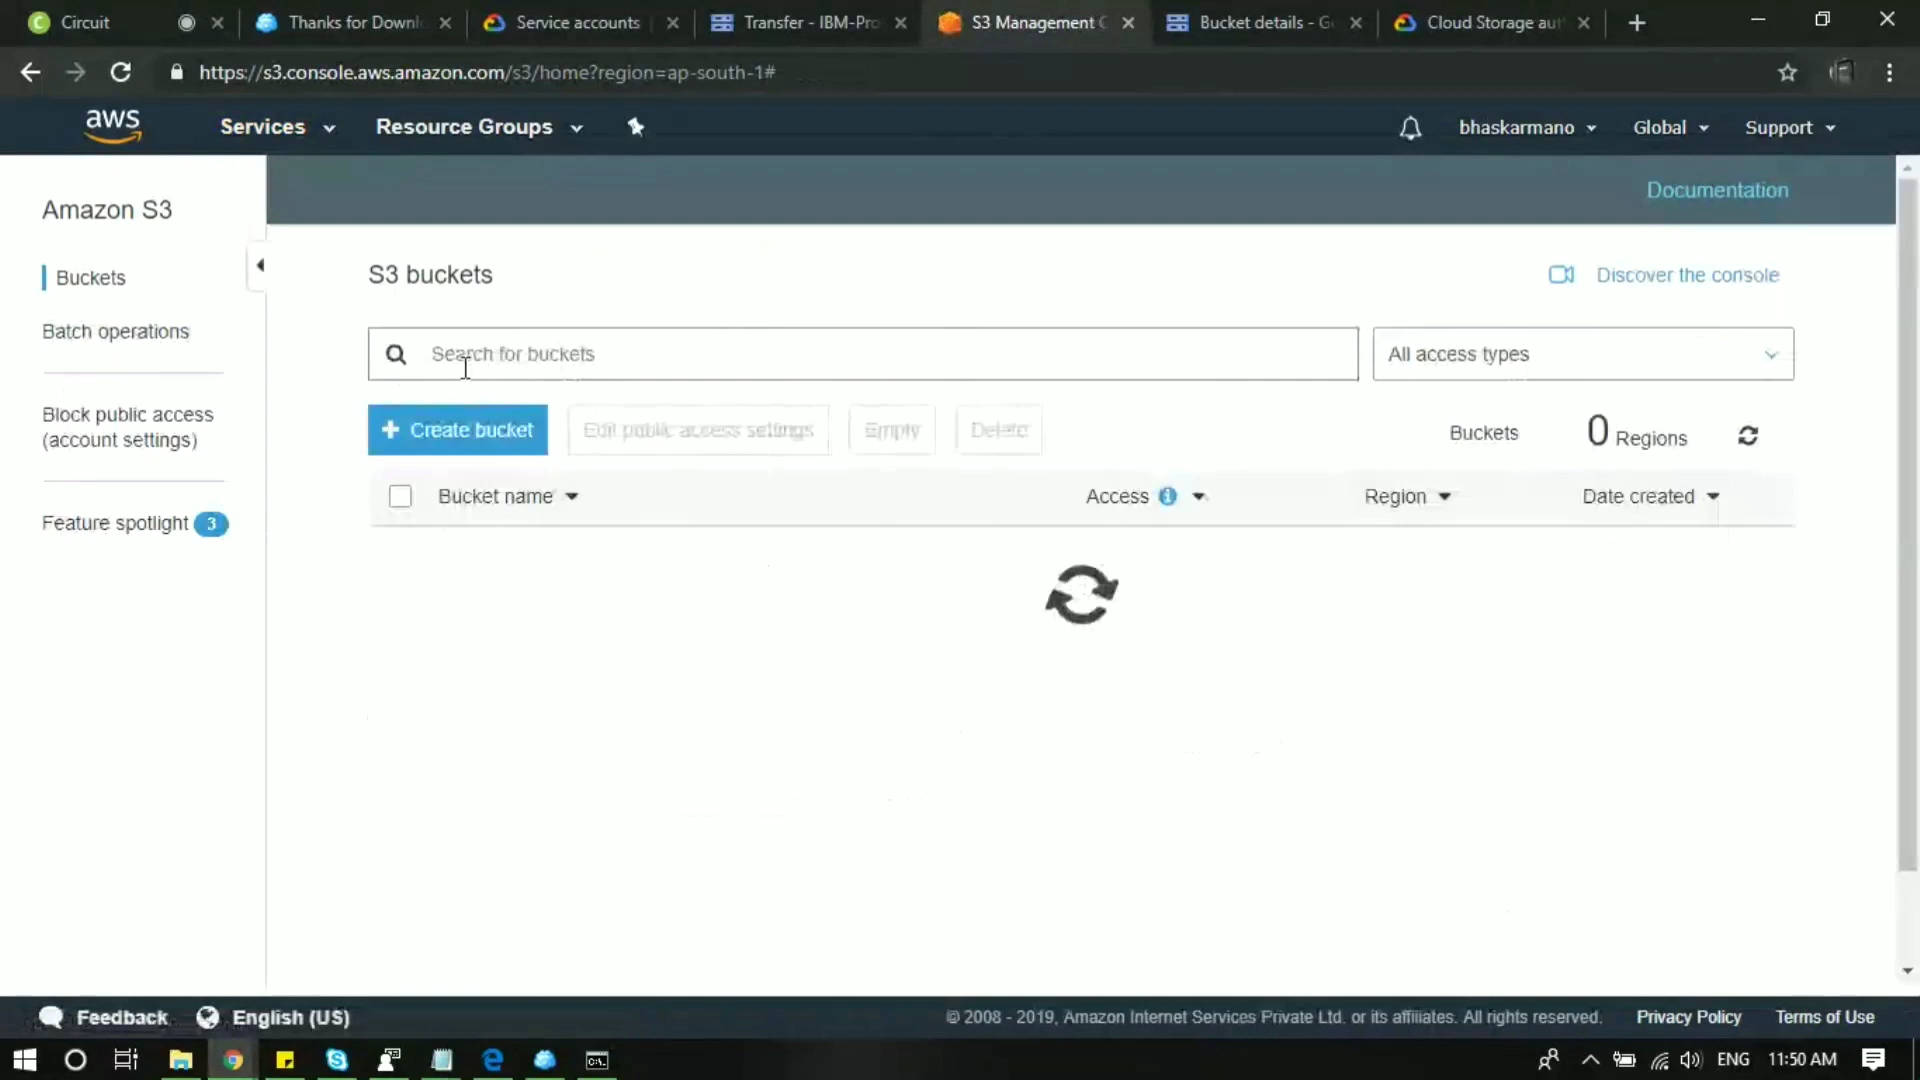 Circuit
Thanks for Downl
Service accounts
Transfer - IBM-Pro
S3 Management C
Bucket details - Go
Cloud Storage aut
https://s3.console.aws.amazon.com/s3/home?region=ap-south-1#
aws
Services
Resource Groups
bhaskarmano
Global
Support
Documentation
Amazon S3
Buckets
Batch operations
Block public access
(account settings)
Feature spotlight 3
S3 buckets
Discover the console
Search for buckets
All access types
+ Create bucket
Edit public access settings
Empty
Delete
Buckets
0 Regions
Bucket name
Access
Region
Date created
Feedback
English (US)
© 2008 - 2019, Amazon Internet Services Private Ltd. or its affiliates. All rights reserved.
Privacy Policy
Terms of Use
ENG
11:50 AM